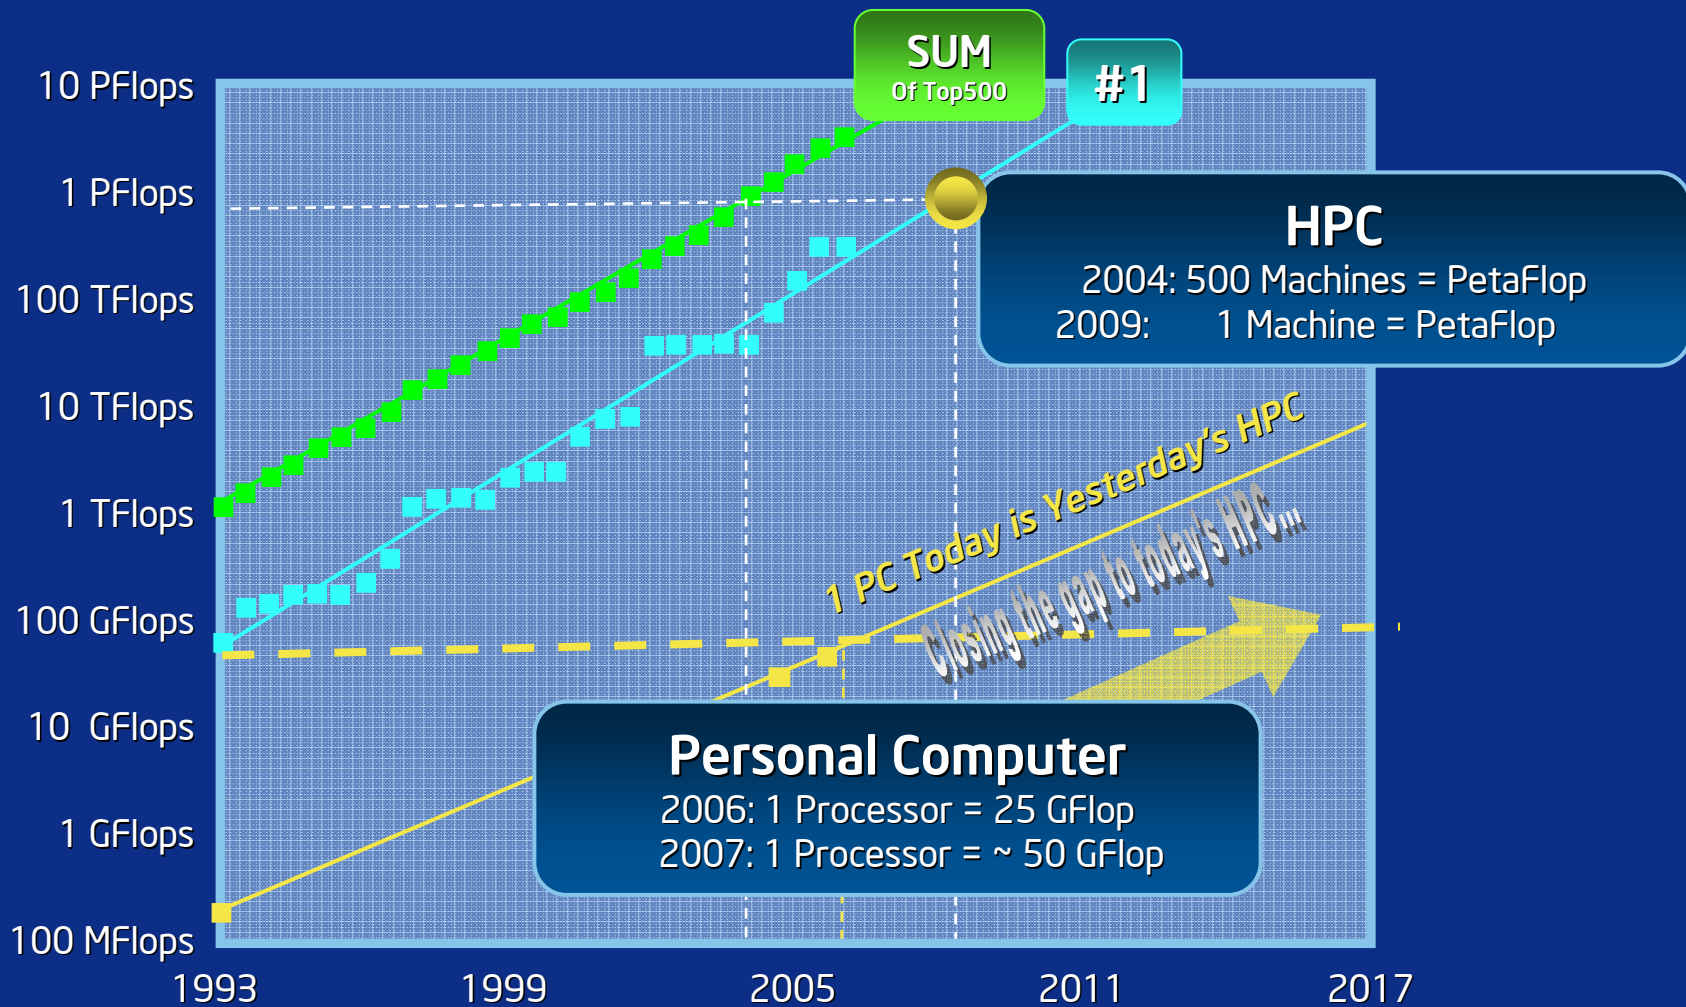 SUM
Of Top500
#1
10 PFlops
1 PFlops
100 TFlops
10 TFlops
1 TFlops
100 GFlops
10 GFlops
1 GFlops
100 MFlops
HPC
2004: 500 Machines = PetaFlop
2009: 1 Machine = PetaFlop
1 PC Today is Yesterday's HPC
Closing the gap to today's HPC...
Personal Computer
2006: 1 Processor = 25 GFlop
2007: 1 Processor = ~ 50 GFlop
1993 1999 2005 2011 2017